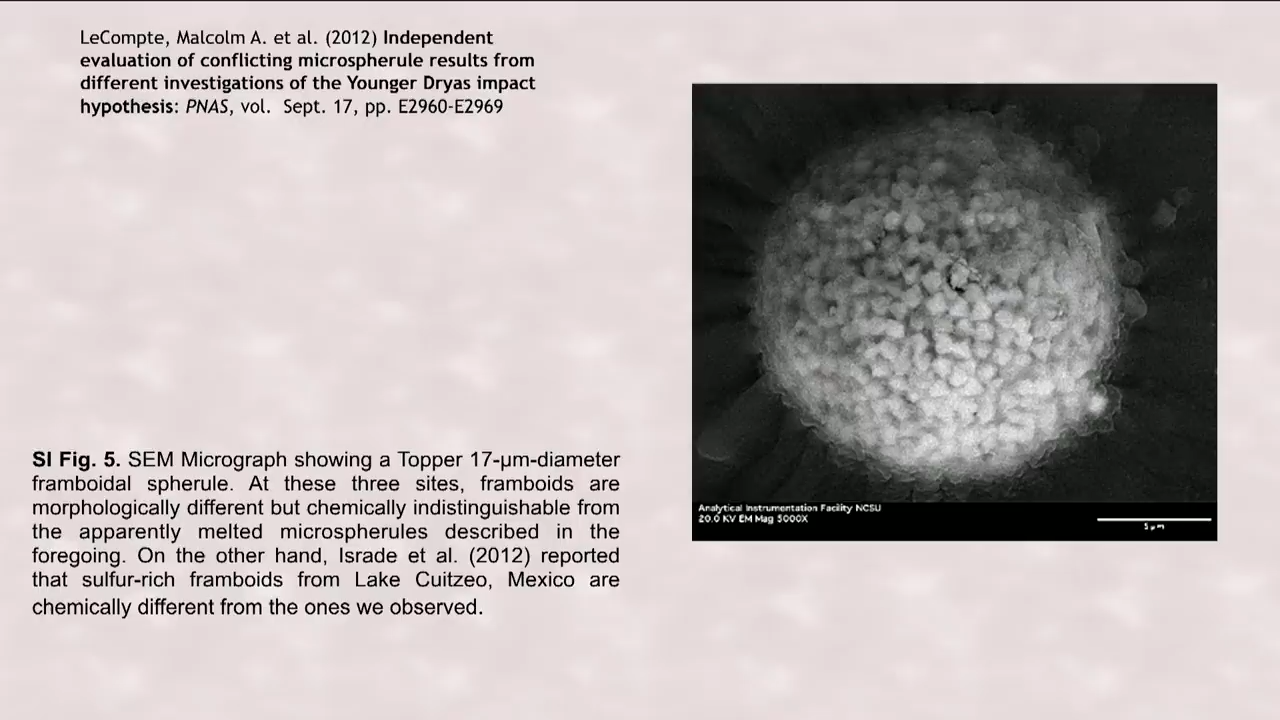 LeCompte, Malcolm A. et al. (2012) Independent
evaluation of conflicting microspherule results from
different investigations of the Younger Dryas impact
hypothesis: PNAS, vol. Sept. 17, pp. E2960-E2969
SI Fig. 5. SEM Micrograph showing a Topper 17-µm-diameter
framboidal spherule. At these three sites, framboids are
morphologically different but chemically indistinguishable from
the apparently melted microspherules described in the
foregoing. On the other hand, Israde et al. (2012) reported
that sulfur-rich framboids from Lake Cuitzeo, Mexico are
chemically different from the ones we observed.
Analytical Instrumentation Facility NCSU
20.0 KV EM Mag 5000X
5µm